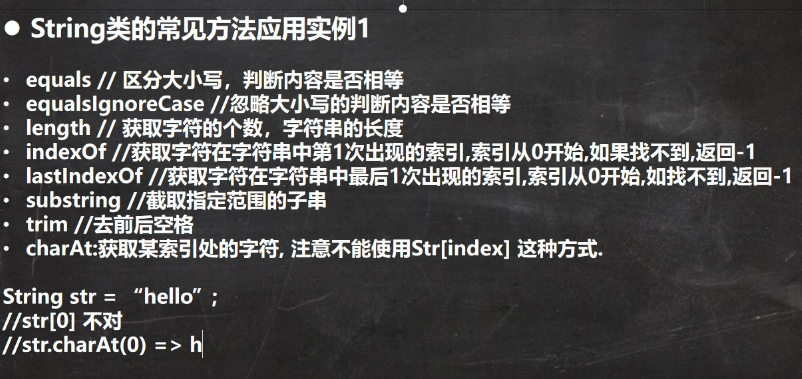 ● String类的常见方法应用实例1
• equals // 区分大小写，判断内容是否相等
• equalsIgnoreCase //忽略大小写的判断内容是否相等
• length // 获取字符的个数，字符串的长度
• indexOf //获取字符在字符串中第1次出现的索引,索引从0开始,如果找不到,返回-1
• lastIndexOf //获取字符在字符串中最后1次出现的索引,索引从0开始,如找不到,返回-1
• substring //截取指定范围的子串
• trim //去前后空格
• charAt:获取某索引处的字符, 注意不能使用Str[index] 这种方式.
String str = “hello”;
//str[0] 不对
//str.charAt(0) => h